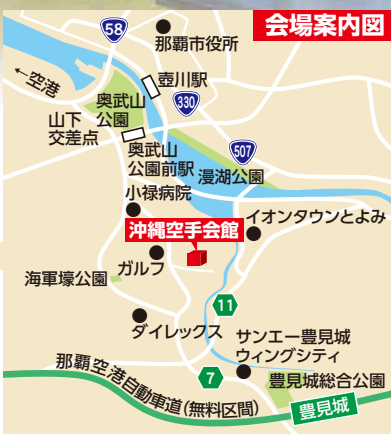 会場案内図
58
那覇市役所
←空港
壺川駅
330
奥武山
公園
山下
交差点
奥武山
公園前駅
507
漫湖公園
小禄病院
イオンタウンとよみ
沖縄空手会館
ガルフ
海軍壕公園
11
ダイレックス
サンエー豊見城
ウィングシティ
那覇空港自動車道(無料区間)
7
豊見城総合公園
豊見城